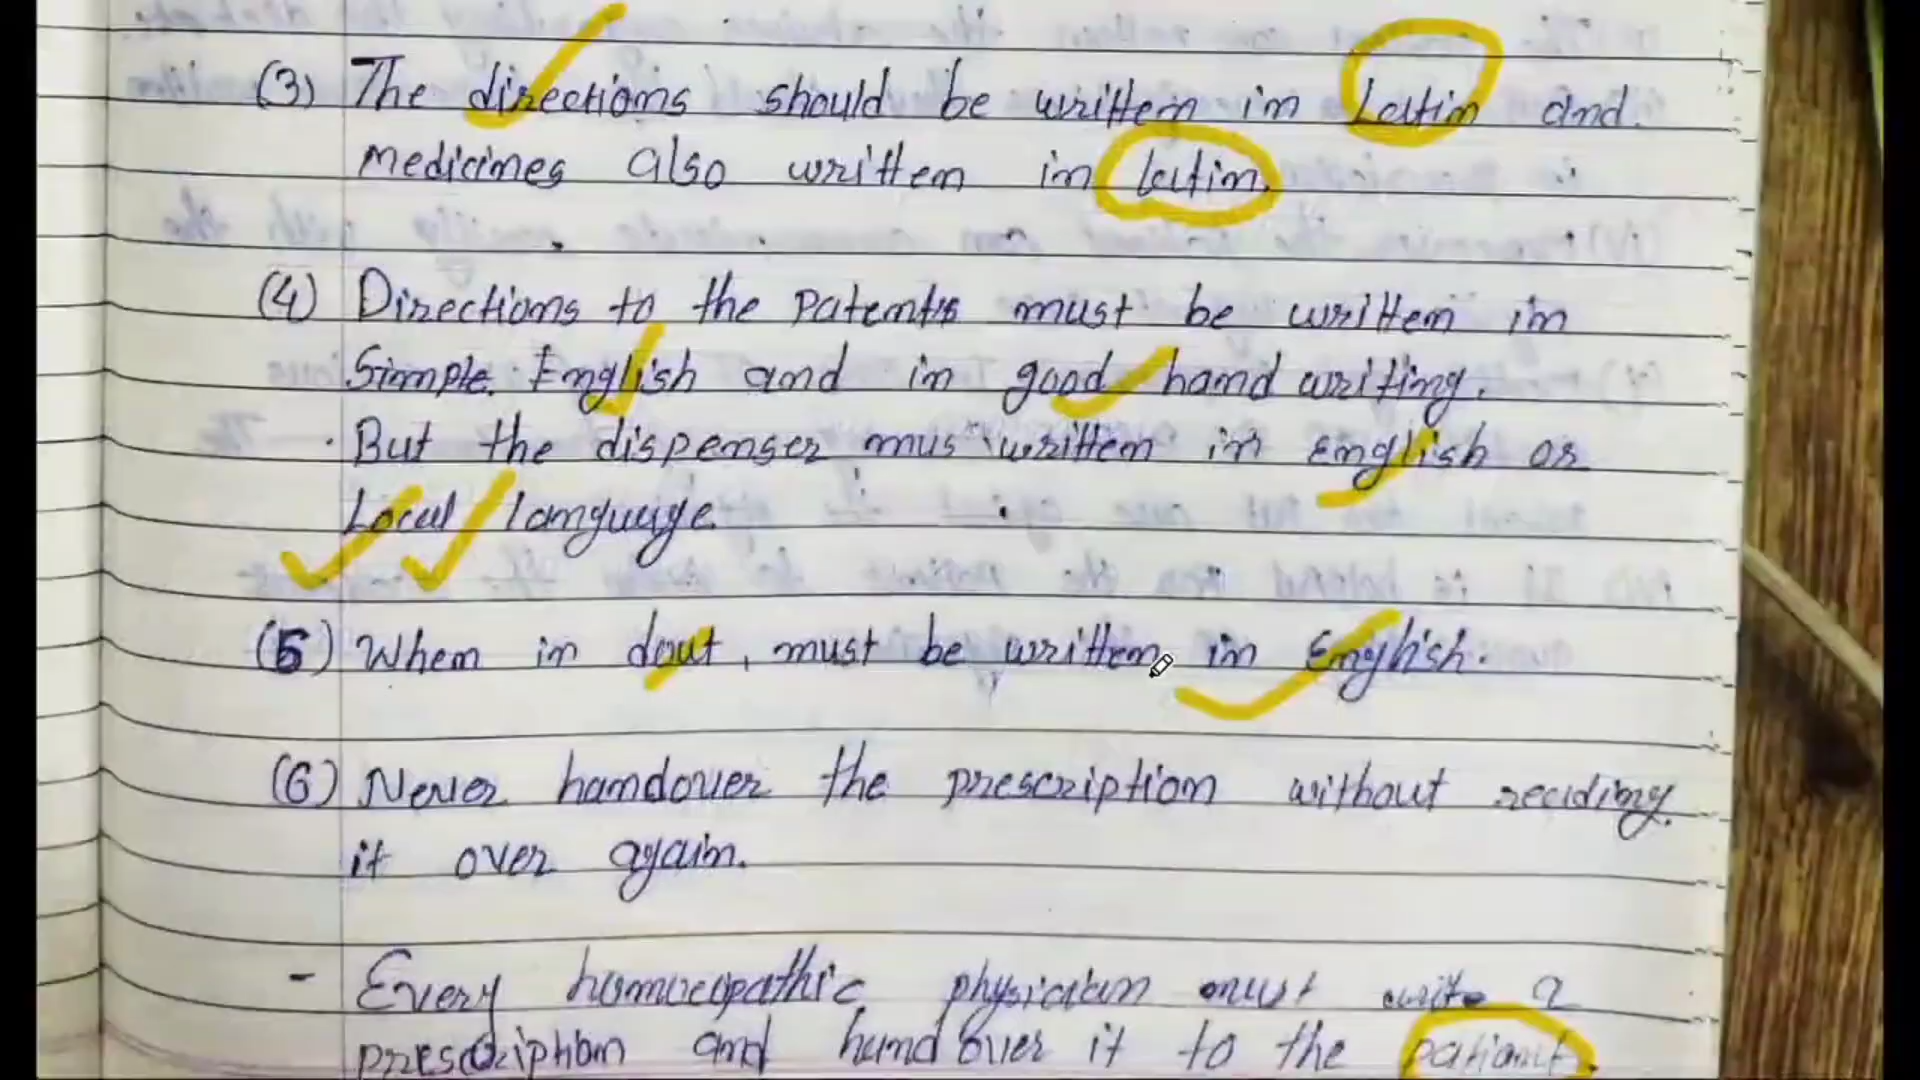 (3) The directions should be written in Latin and
medicines also written in Latin.
(4) Directions to the Patents must be written in
Simple English and in good hand writing.
But the dispenser mus written in English or
Local language.
(5) When in dout, must be written in English.
(6) Never handover the prescription without reading
it over again.
- Every homoeopathic physician must write a
prescription and hand over it to the patient.